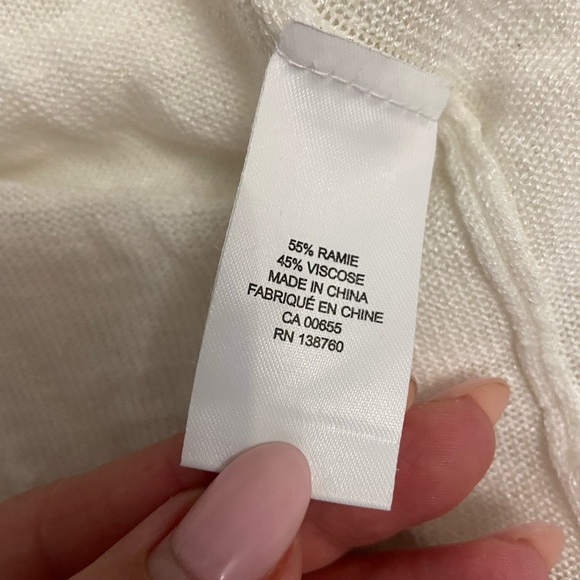 55% RAMIE
45% VISCOSE
MADE IN CHINA
FABRIQUÉ EN CHINE
CA 00655
RN 138760